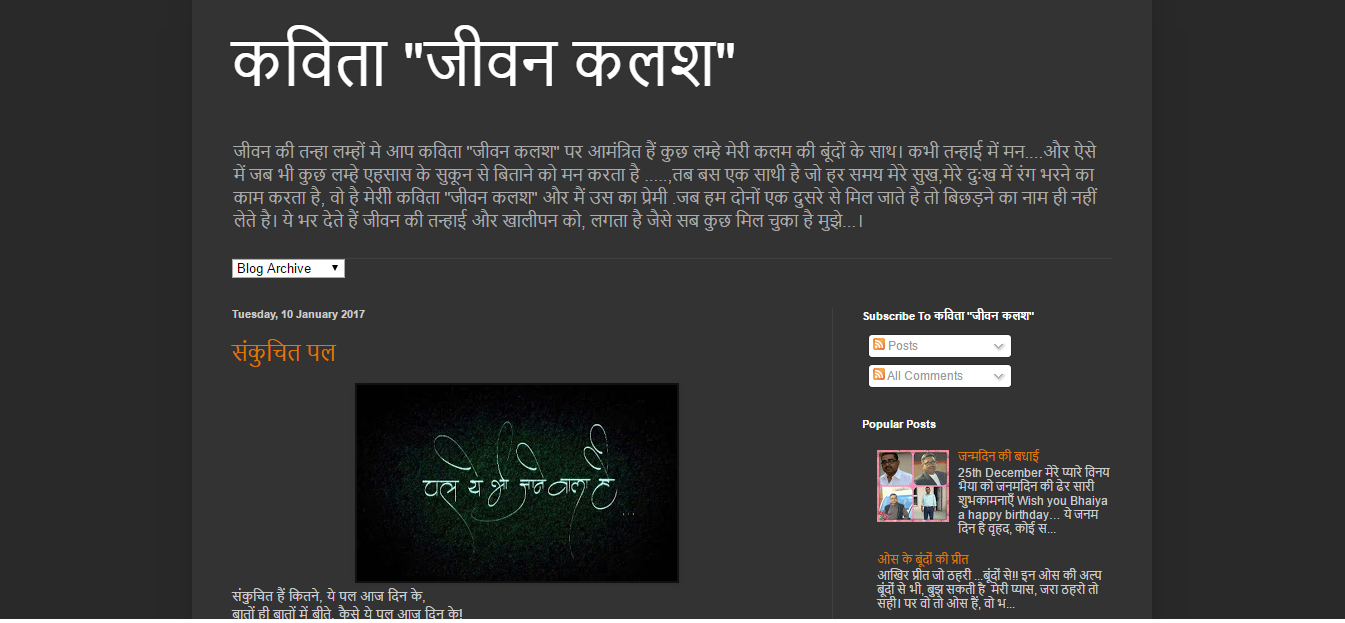 कविता "जीवन कलश"
जीवन की तन्हा लम्हों मे आप कविता "जीवन कलश" पर आमंत्रित हैं कुछ लम्हे मेरी कलम की बूंदों के साथ। कभी तन्हाई में मन....और ऐसे
में जब भी कुछ लम्हे एहसास के सुकून से बिताने को मन करता है .....,तब बस एक साथी है जो हर समय मेरे सुख,मेरे दुःख में रंग भरने का
काम करता है, वो है मेरीी कविता "जीवन कलश" और मैं उस का प्रेमी .जब हम दोनों एक दुसरे से मिल जाते है तो बिछड़ने का नाम ही नहीं
लेते है। ये भर देते हैं जीवन की तन्हाई और खालीपन को, लगता है जैसे सब कुछ मिल चुका है मुझे...।
Blog Archive
Tuesday, 10 January 2017
संकुचित पल
पल ये भी जाने वाला है...
संकुचित हैं कितने, ये पल आज दिन के,
बातों ही बातों में बीते, कैसे ये पल आज दिन के!
Subscribe To कविता "जीवन कलश"
Posts
All Comments
Popular Posts
जन्मदिन की बधाई
25th December मेरे प्यारे विनय
भैया को जनमदिन की ढेर सारी
शुभकामनाएँ Wish you Bhaiya
a happy birthday... ये जनम
दिन है वृहद, कोई स...
ओस के बूंदों की प्रीत
आखिर प्रीत जो ठहरी ...बूंदों से!! इन ओस की अल्प
बूंदों से भी, बुझ सकती है मेरी प्यास, जरा ठहरो तो
सही। पर वो तो ओस हैं, वो भ...